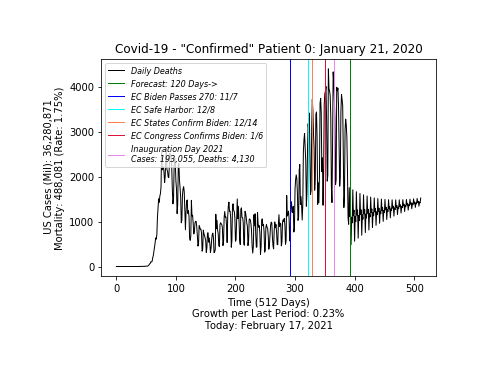 Covid-19 - "Confirmed" Patient 0: January 21, 2020
Daily Deaths
Forecast: 120 Days->
EC Biden Passes 270: 11/7
EC Safe Harbor: 12/8
EC States Confirm Biden: 12/14
EC Congress Confirms Biden: 1/6
Inauguration Day 2021
Cases: 193,055, Deaths: 4,130
US Cases (Mil): 36,280,871
Mortality: 488,081 (Rate: 1.75%)
4000
3000
2000
1000
0
0 100 200 300 400 500
Time (512 Days)
Growth per Last Period: 0.23%
Today: February 17, 2021